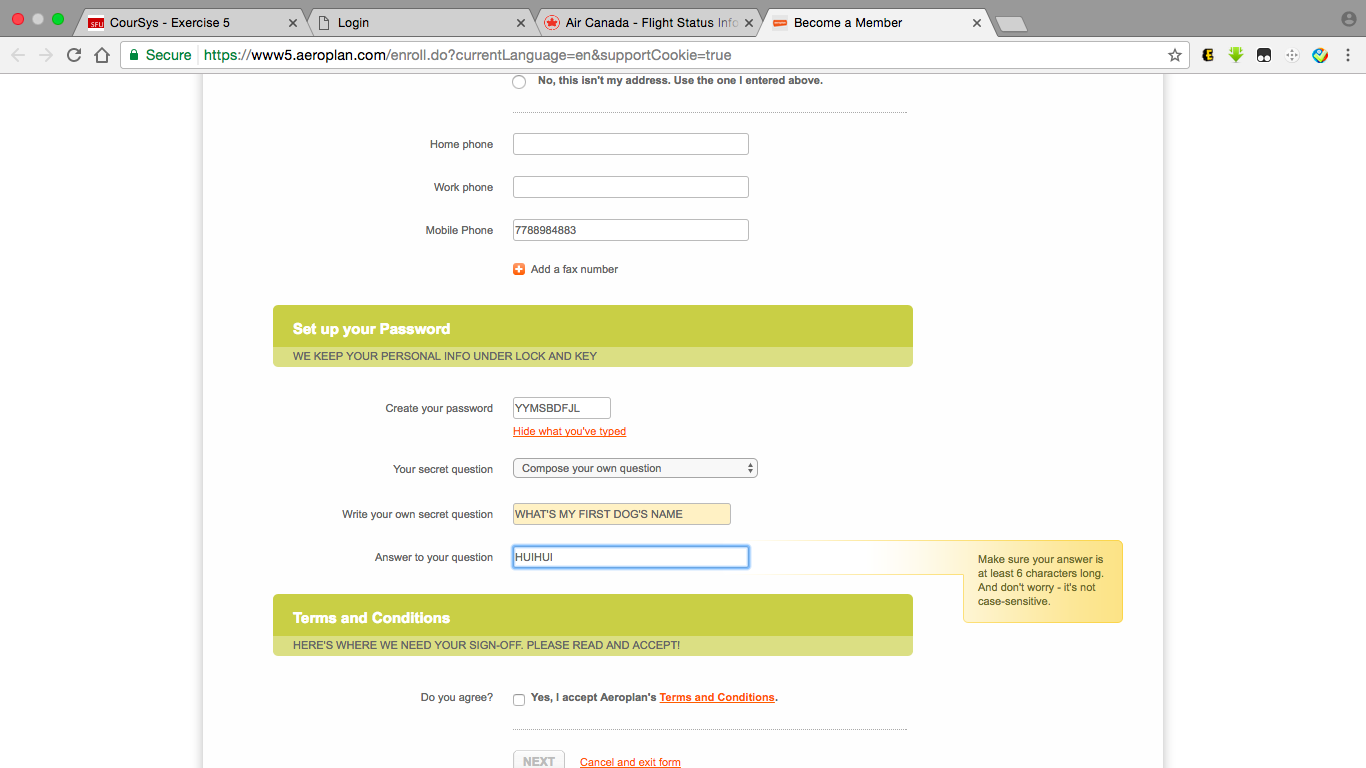 CourSys - Exercise 5
Login
Air Canada - Flight Status Info
Become a Member
Secure https://www5.aeroplan.com/enroll.do?currentLanguage=en&supportCookie=true
No, this isn't my address. Use the one I entered above.
Home phone
Work phone
Mobile Phone 7788984883
Add a fax number
Set up your Password
WE KEEP YOUR PERSONAL INFO UNDER LOCK AND KEY
Create your password YYMSBDFJL
Hide what you've typed
Your secret question Compose your own question
Write your own secret question WHAT'S MY FIRST DOG'S NAME
Answer to your question HUIHUI
Make sure your answer is
at least 6 characters long.
And don't worry - it's not
case-sensitive.
Terms and Conditions
HERE'S WHERE WE NEED YOUR SIGN-OFF. PLEASE READ AND ACCEPT!
Do you agree? Yes, I accept Aeroplan's Terms and Conditions.
NEXT Cancel and exit form